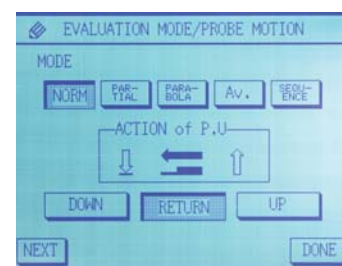 EVALUATION MODE/PROBE MOTION
MODE
NORM PAR-TIAL PARA-BOLA Av. SEQU-ENCE
ACTION of P.U
DOWN RETURN UP
NEXT DONE